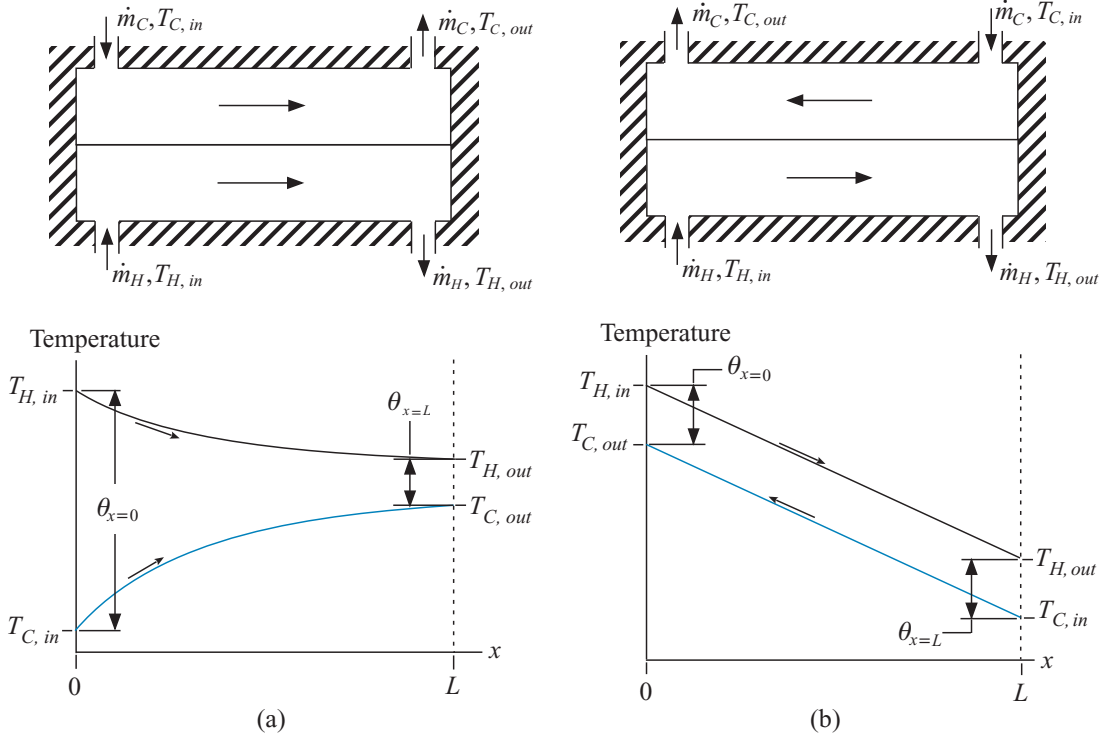 ṁ_C, T_C, in
ṁ_C, T_C, out
ṁ_H, T_H, in
ṁ_H, T_H, out
Temperature
T_H, in
θ_x=L
T_H, out
θ_x=0
T_C, out
T_C, in
x
0
L
(a)
ṁ_C, T_C, out
ṁ_C, T_C, in
ṁ_H, T_H, in
ṁ_H, T_H, out
Temperature
θ_x=0
T_H, in
T_C, out
T_H, out
T_C, in
θ_x=L
x
0
L
(b)